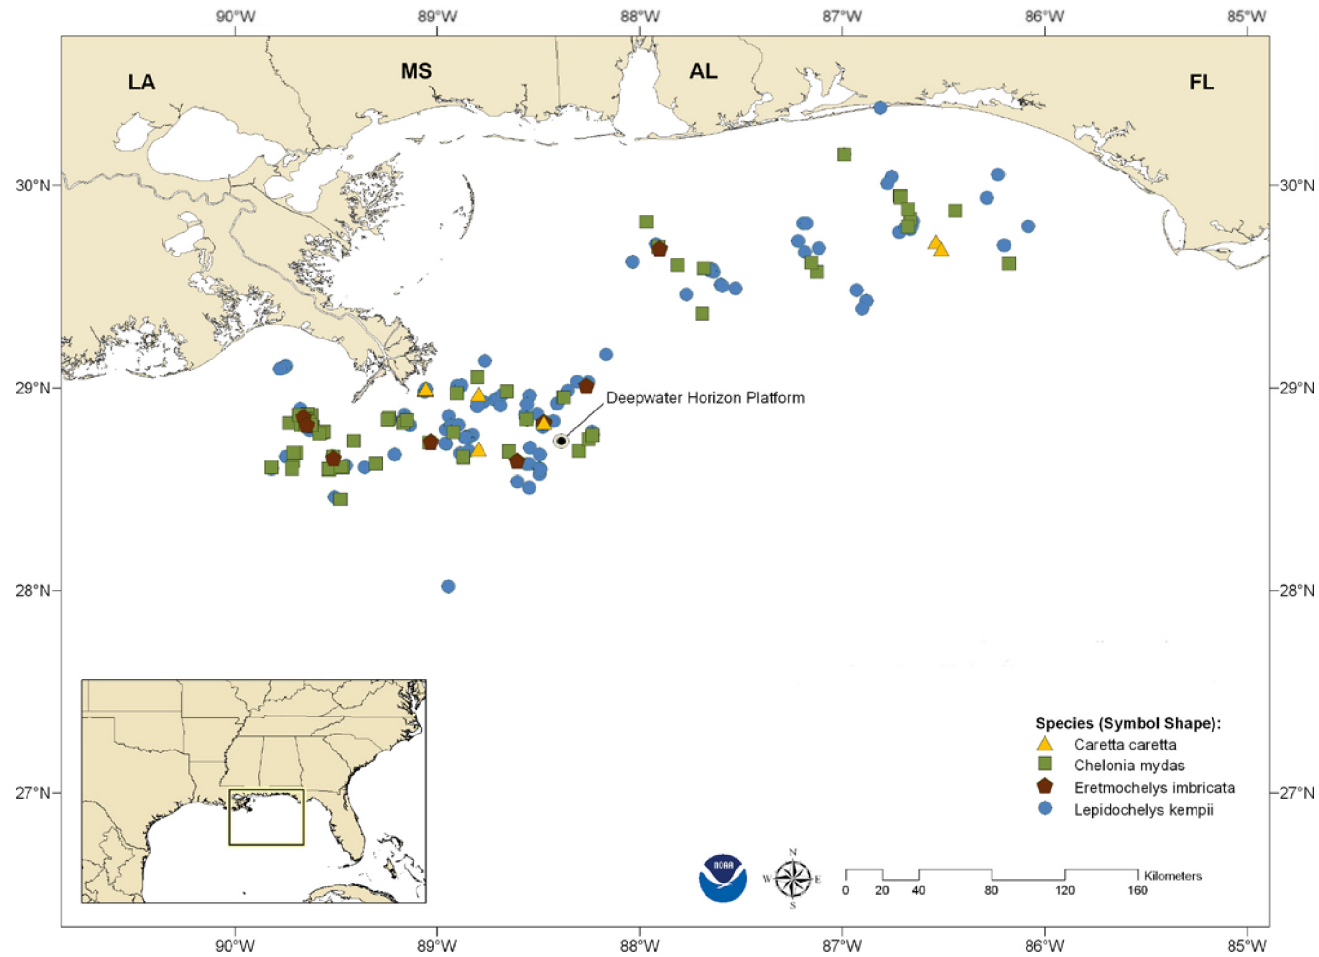 90°W 89°W 88°W 87°W 86°W 85°W
LA MS AL FL
30°N 30°N
29°N 29°N
Deepwater Horizon Platform
28°N 28°N
Species (Symbol Shape):
Caretta caretta
Chelonia mydas
Eretmochelys imbricata
27°N 27°N
Lepidochelys kempii
NOAA
N
W E
S
Kilometers
0 20 40 80 120 160
90°W 89°W 88°W 87°W 86°W 85°W